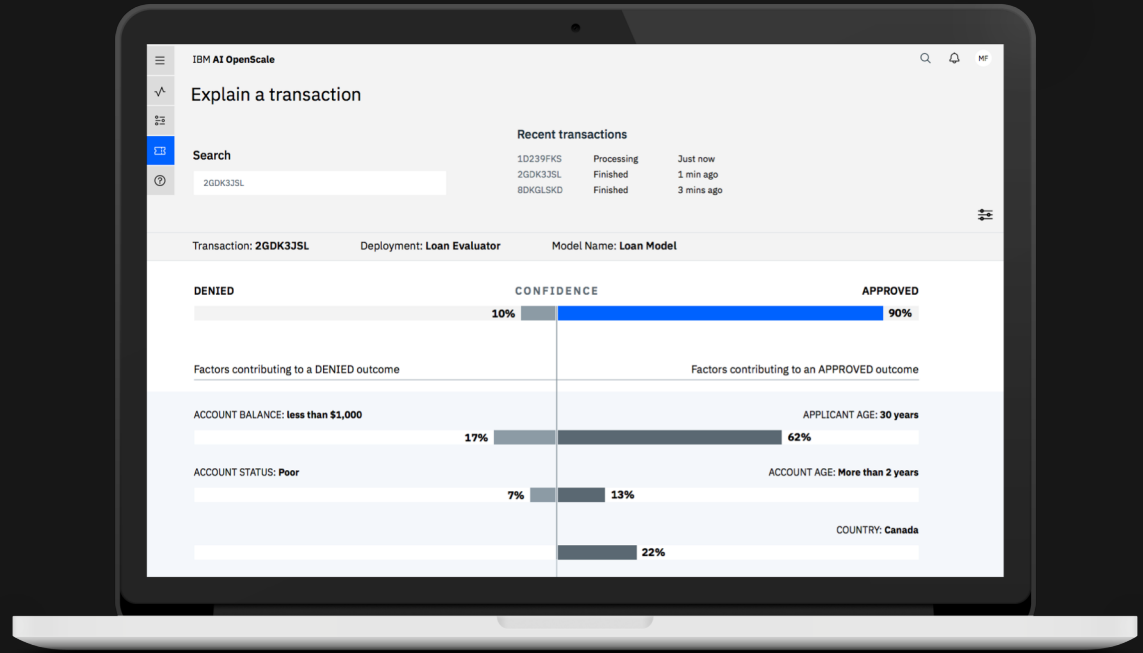 IBM AI OpenScale
MF
Explain a transaction
Search
2GDK3JSL
Recent transactions
1D239FKS Processing Just now
2GDK3JSL Finished 1 min ago
8DKGLSKD Finished 3 mins ago
Transaction: 2GDK3JSL Deployment: Loan Evaluator Model Name: Loan Model
DENIED CONFIDENCE APPROVED
10% 90%
Factors contributing to a DENIED outcome Factors contributing to an APPROVED outcome
ACCOUNT BALANCE: less than $1,000 APPLICANT AGE: 30 years
17% 62%
ACCOUNT STATUS: Poor ACCOUNT AGE: More than 2 years
7% 13%
COUNTRY: Canada
22%